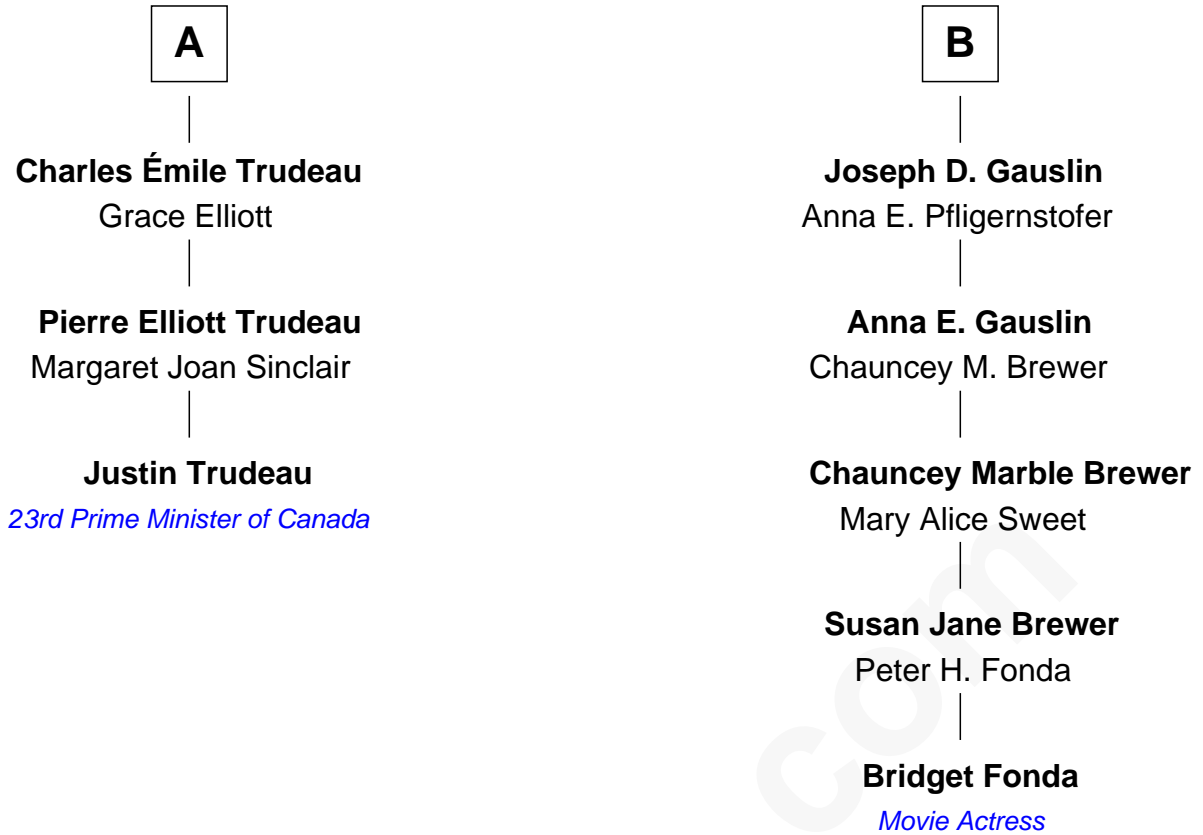 A
Charles Émile Trudeau
Grace Elliott
Pierre Elliott Trudeau
Margaret Joan Sinclair
Justin Trudeau
23rd Prime Minister of Canada
B
Joseph D. Gauslin
Anna E. Pfligernstofer
Anna E. Gauslin
Chauncey M. Brewer
Chauncey Marble Brewer
Mary Alice Sweet
Susan Jane Brewer
Peter H. Fonda
Bridget Fonda
Movie Actress
com